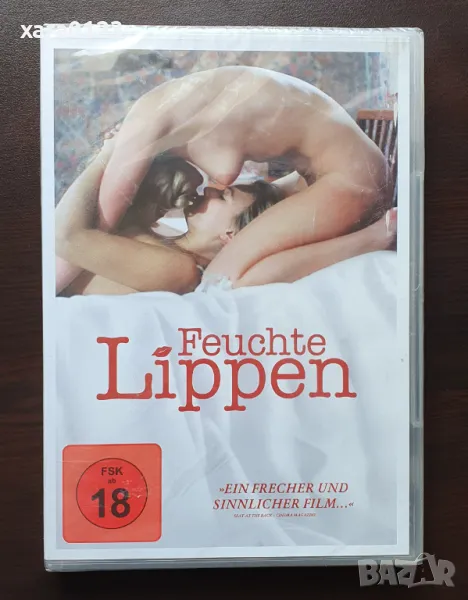 Feuchte
Lippen
FSK
ab
18
„EIN FRECHER UND
SINNLICHER FILM...“
BAZAR